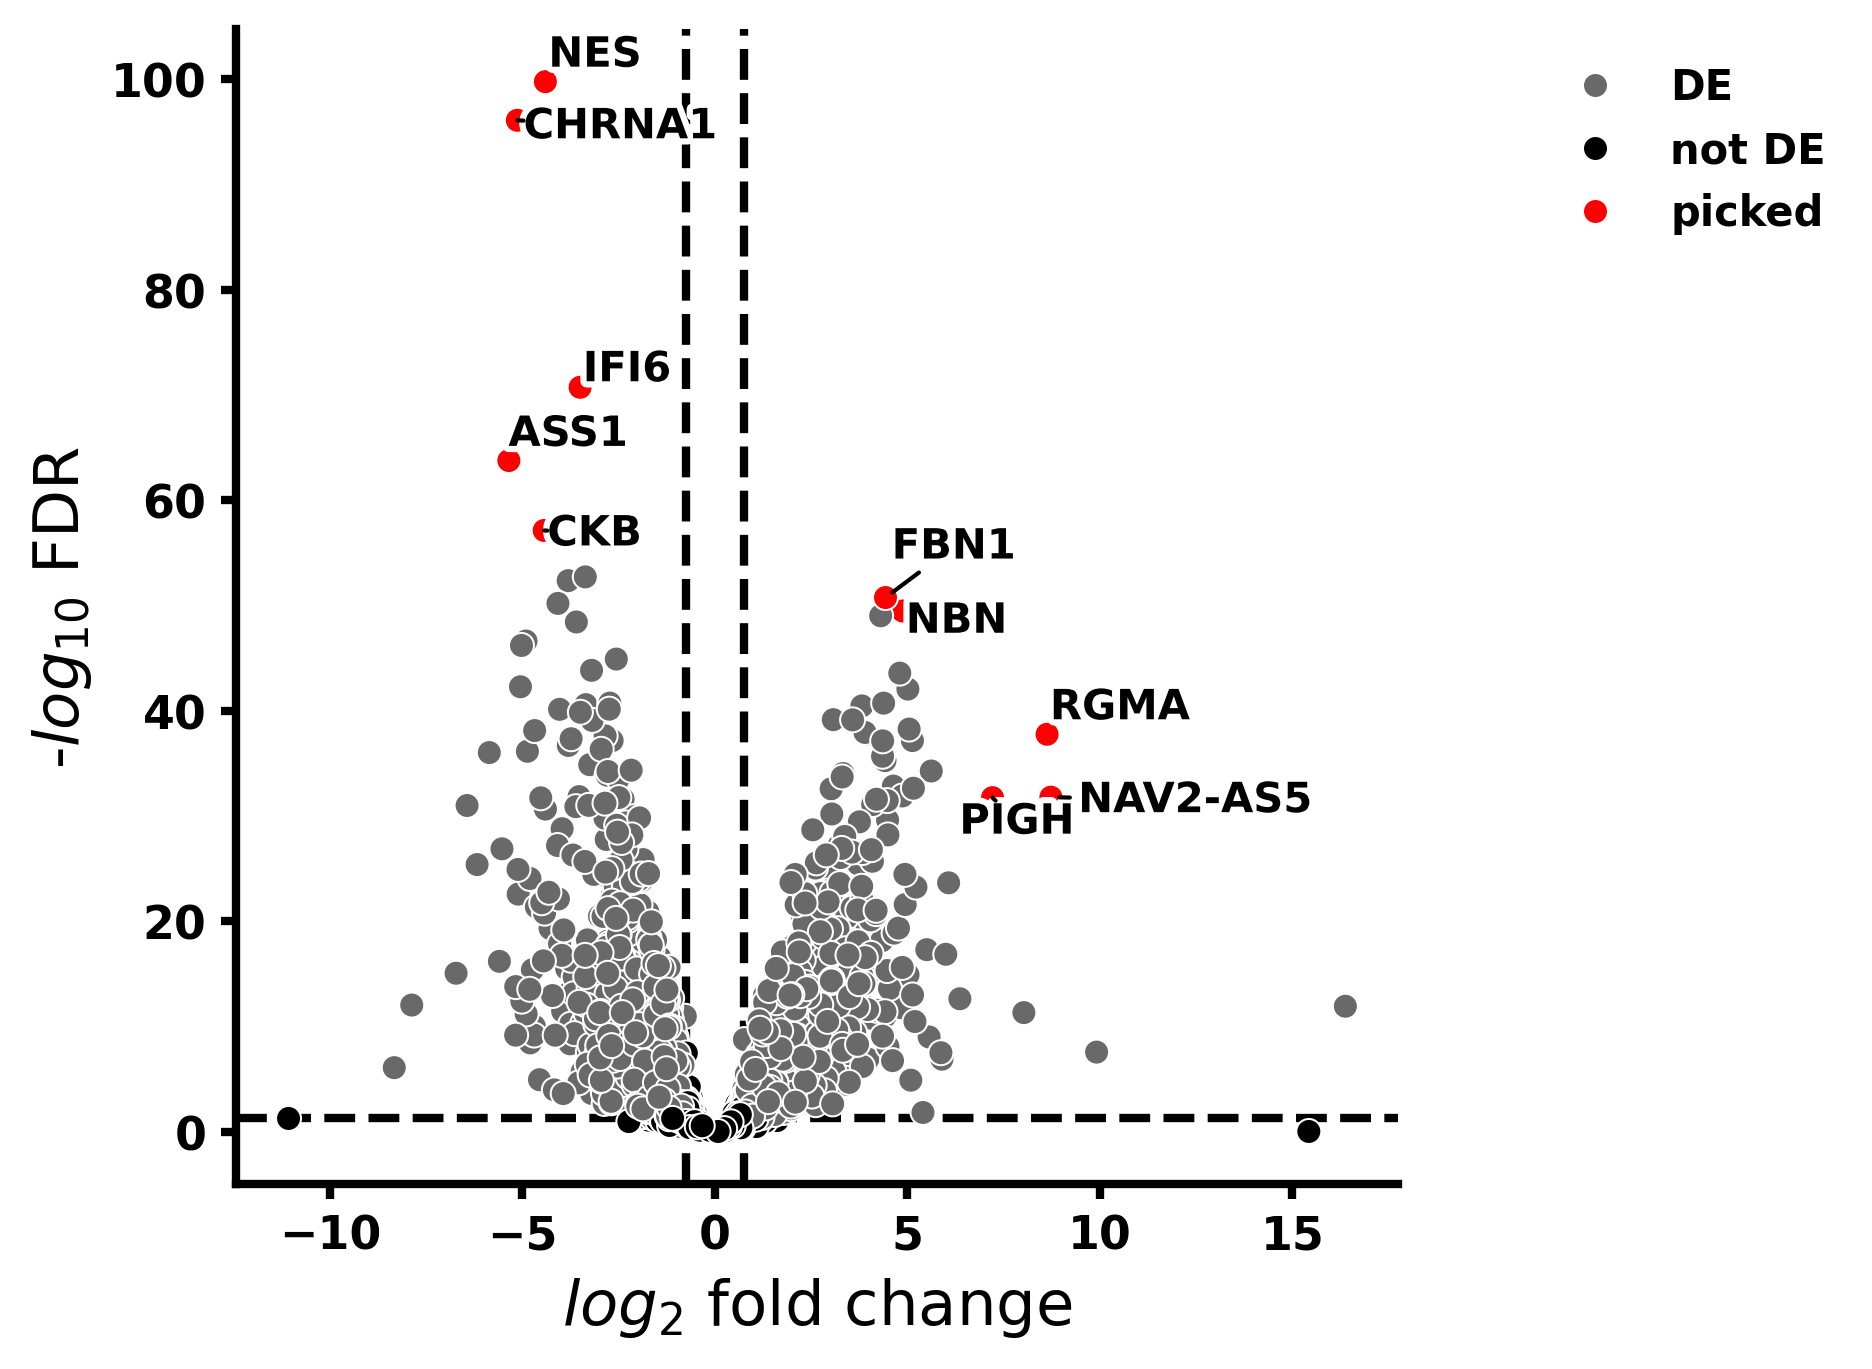 NES
CHRNA1
IFI6
ASS1
CKB
FBN1
NBN
RGMA
NAV2-AS5
PIGH
DE
not DE
picked
100
80
60
40
20
0
-log₁₀ FDR
−10 −5 0 5 10 15
log₂ fold change